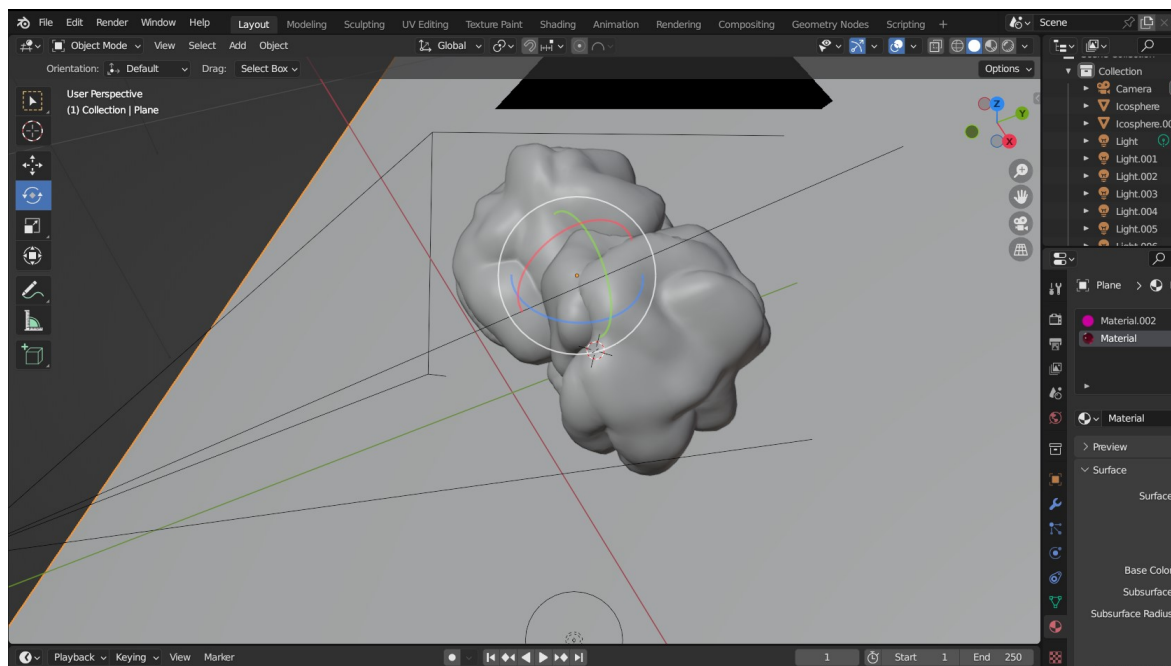 File Edit Render Window Help Layout Modeling Sculpting UV Editing Texture Paint Shading Animation Rendering Compositing Geometry Nodes Scripting + Scene
Object Mode View Select Add Object Global
Orientation: Default Drag: Select Box Options
User Perspective
(1) Collection | Plane
Z
Y
X
Collection
Camera
Icosphere
Icosphere.00
Light
Light.001
Light.002
Light.003
Light.004
Light.005
Plane >
Material.002
Material
Material
> Preview
Surface
Surface
Base Colo
Subsurface
Subsurface Radius
Playback Keying View Marker 1 Start 1 End 250